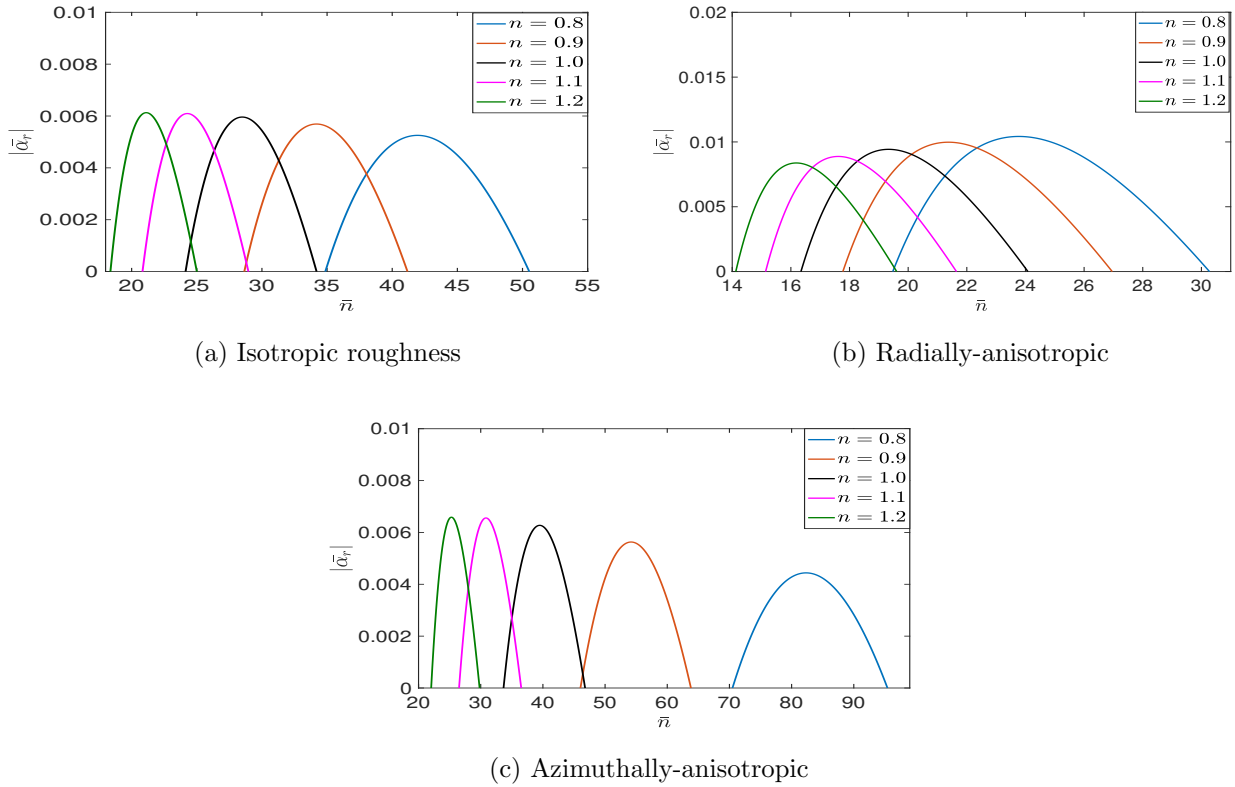 0.01
0.008
0.006
0.004
0.002
0
|ᾱ_r|
20 25 30 35 40 45 50 55
n̄
n = 0.8
n = 0.9
n = 1.0
n = 1.1
n = 1.2
(a) Isotropic roughness
0.02
0.015
0.01
0.005
0
|ᾱ_r|
14 16 18 20 22 24 26 28 30
n̄
n = 0.8
n = 0.9
n = 1.0
n = 1.1
n = 1.2
(b) Radially-anisotropic
0.01
0.008
0.006
0.004
0.002
0
|ᾱ_r|
20 30 40 50 60 70 80 90
n̄
n = 0.8
n = 0.9
n = 1.0
n = 1.1
n = 1.2
(c) Azimuthally-anisotropic